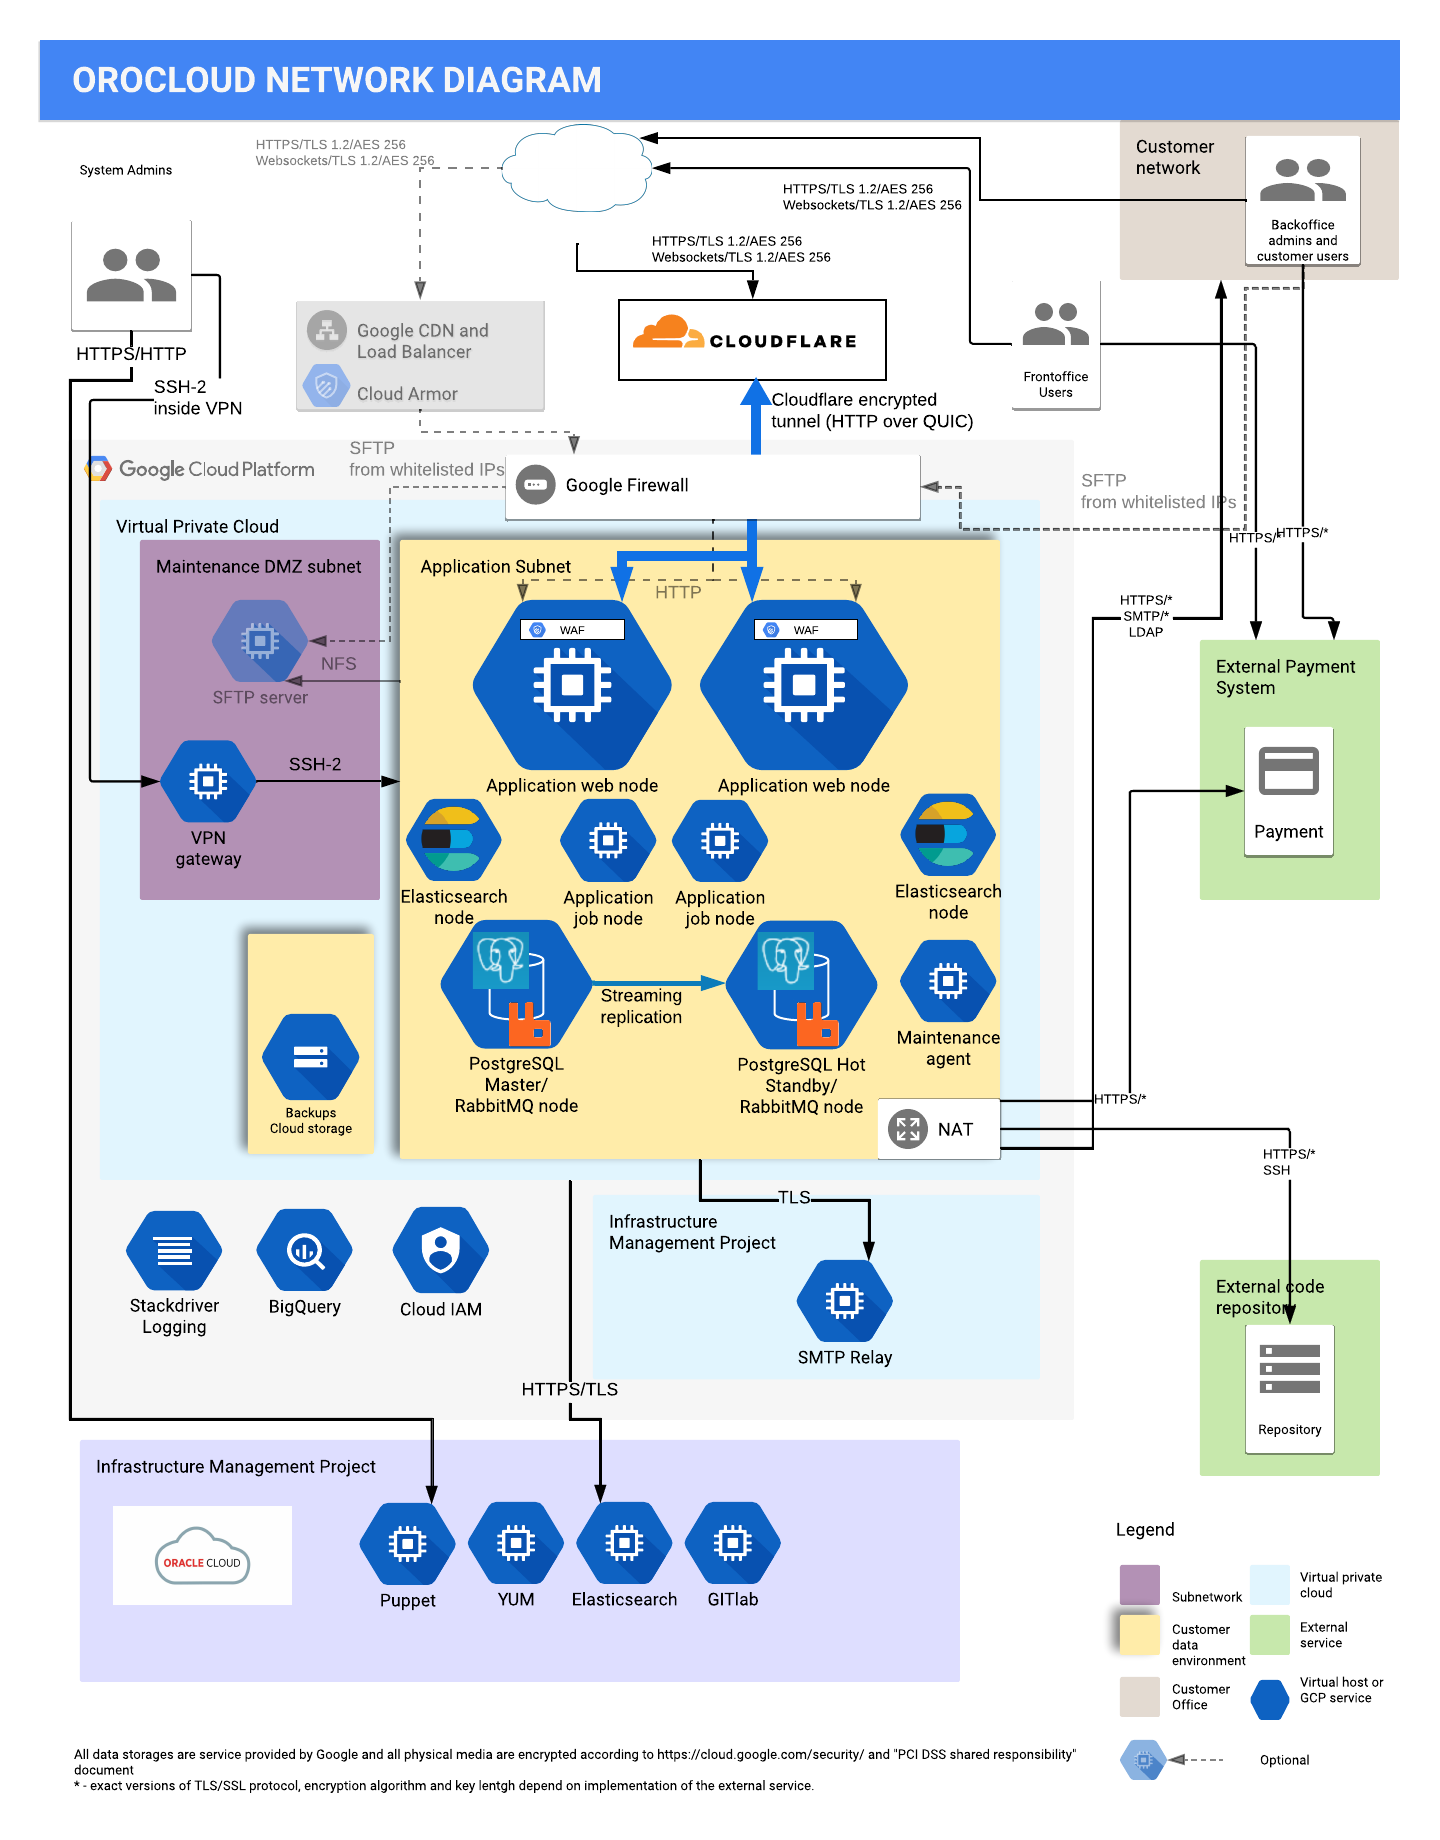 OROCLOUD NETWORK DIAGRAM
System Admins
HTTPS/TLS 1.2/AES 256
Websockets/TLS 1.2/AES 256
Customer
network
Backoffice
admins and
customer users
HTTPS/TLS 1.2/AES 256
Websockets/TLS 1.2/AES 256
HTTPS/TLS 1.2/AES 256
Websockets/TLS 1.2/AES 256
Google CDN and
Load Balancer
Cloud Armor
CLOUDFLARE
Frontoffice
Users
HTTPS/HTTP
SSH-2
inside VPN
Cloudflare encrypted
tunnel (HTTP over QUIC)
Google Cloud Platform
SFTP
from whitelisted IPs
Google Firewall
SFTP
from whitelisted IPs
Virtual Private Cloud
HTTPS/*
HTTPS/*
Maintenance DMZ subnet
Application Subnet
HTTP
HTTPS/*
SMTP/*
LDAP
WAF
WAF
NFS
SFTP server
External Payment
System
SSH-2
VPN
gateway
Application web node
Application web node
Payment
Elasticsearch
node
Application
job node
Application
job node
Elasticsearch
node
Streaming
replication
Maintenance
agent
PostgreSQL
Master/
RabbitMQ node
PostgreSQL Hot
Standby/
RabbitMQ node
Backups
Cloud storage
NAT
HTTPS/*
HTTPS/*
SSH
TLS
Infrastructure
Management Project
SMTP Relay
Stackdriver
Logging
BigQuery
Cloud IAM
External code
repository
Repository
HTTPS/TLS
Infrastructure Management Project
ORACLE CLOUD
Puppet
YUM
Elasticsearch
GITlab
Legend
Subnetwork
Virtual private
cloud
Customer
data
environment
External
service
Customer
Office
Virtual host or
GCP service
Optional
All data storages are service provided by Google and all physical media are encrypted according to https://cloud.google.com/security/ and "PCI DSS shared responsibility"
document
* - exact versions of TLS/SSL protocol, encryption algorithm and key lentgh depend on implementation of the external service.